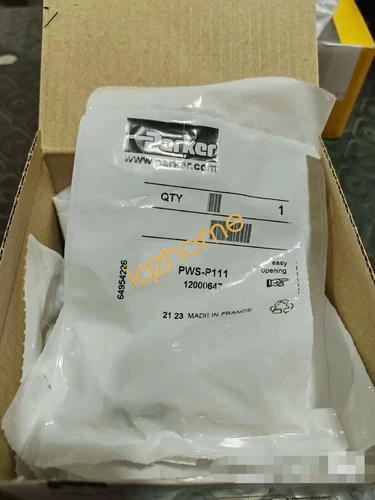 Parker
www.parker.com
QTY 1
64954226
PWS-P111
12000647
easy
opening
21 23 MADE IN FRANCE
lqzhome